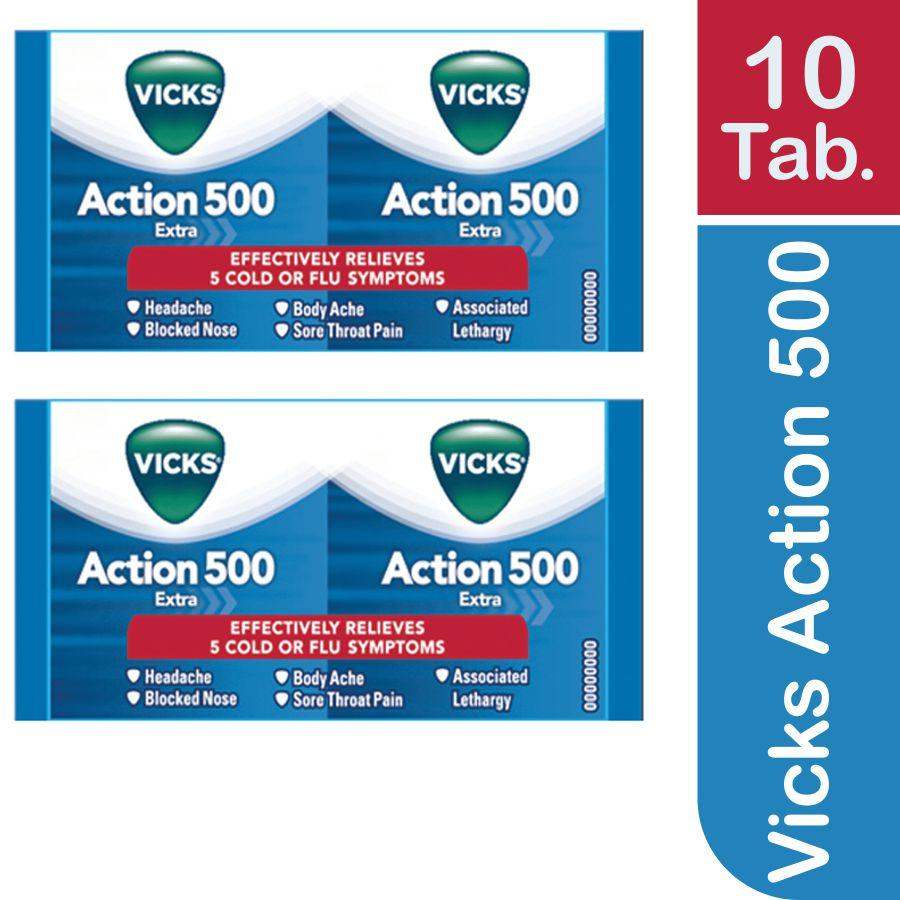 VICKS
VICKS
Action 500
Extra
Action 500
Extra
EFFECTIVELY RELIEVES
5 COLD OR FLU SYMPTOMS
Headache
Body Ache
Associated
Lethargy
Blocked Nose
Sore Throat Pain
00000000
VICKS
VICKS
Action 500
Extra
Action 500
Extra
EFFECTIVELY RELIEVES
5 COLD OR FLU SYMPTOMS
Headache
Body Ache
Associated
Lethargy
Blocked Nose
Sore Throat Pain
00000000
10
Tab.
Vicks Action 500